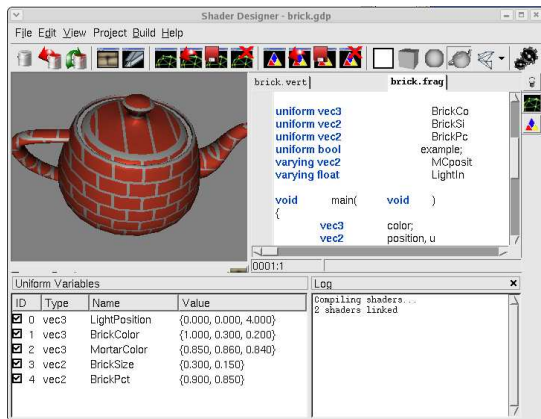 Shader Designer - brick.gdp
File Edit View Project Build Help
brick.vert
brick.frag
uniform vec3 BrickCo
uniform vec2 BrickSi
uniform vec2 BrickPc
uniform bool example;
varying vec2 MCposit
varying float LightIn
void main( void )
{
vec3 color;
vec2 position, u
0001:1
Uniform Variables
ID Type Name Value
0 vec3 LightPosition {0.000, 0.000, 4.000}
1 vec3 BrickColor {1.000, 0.300, 0.200}
2 vec3 MortarColor {0.850, 0.860, 0.840}
3 vec2 BrickSize {0.300, 0.150}
4 vec2 BrickPct {0.900, 0.850}
Log
Compiling shaders...
2 shaders linked